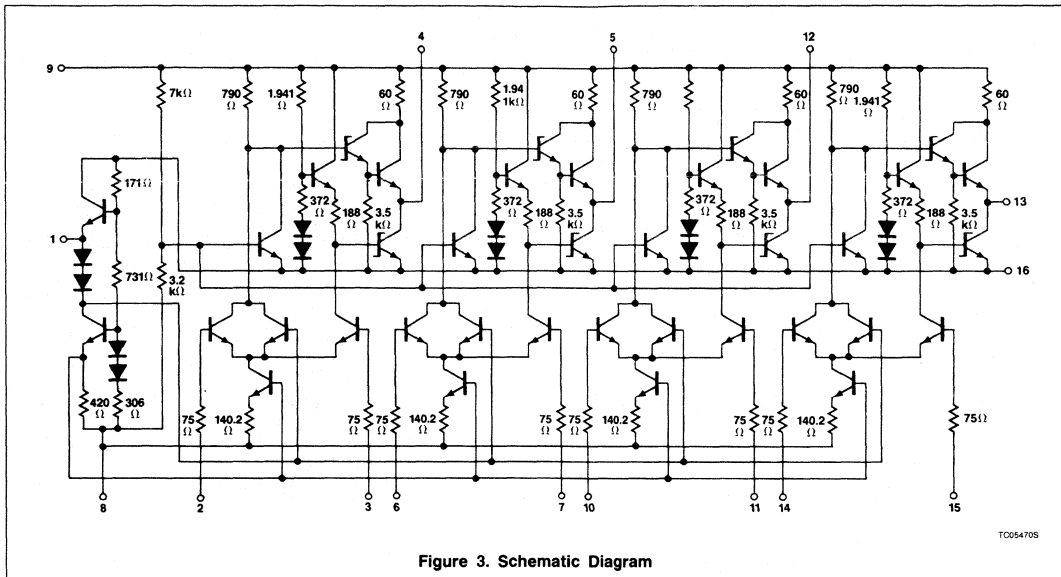 4 5 12
9
7kΩ 790 Ω 1.941 Ω 60 Ω 790 Ω 1.94 1kΩ 60 Ω 790 Ω 60 Ω 790 Ω 1.941 Ω 60 Ω
171Ω
372 Ω 188 Ω 3.5 kΩ 372 Ω 188 Ω 3.5 kΩ 372 Ω 188 Ω 3.5 kΩ 372 Ω 188 Ω 3.5 kΩ
13
1
731Ω 3.2 kΩ
16
420 Ω 306 Ω
75 Ω 140.2 Ω 75 Ω 75 Ω 140.2 Ω 75 Ω 75 Ω 140.2 Ω 75 Ω 75 Ω 140.2 Ω 75Ω
8 2 3 6 7 10 11 14 15
TC05470S
Figure 3. Schematic Diagram